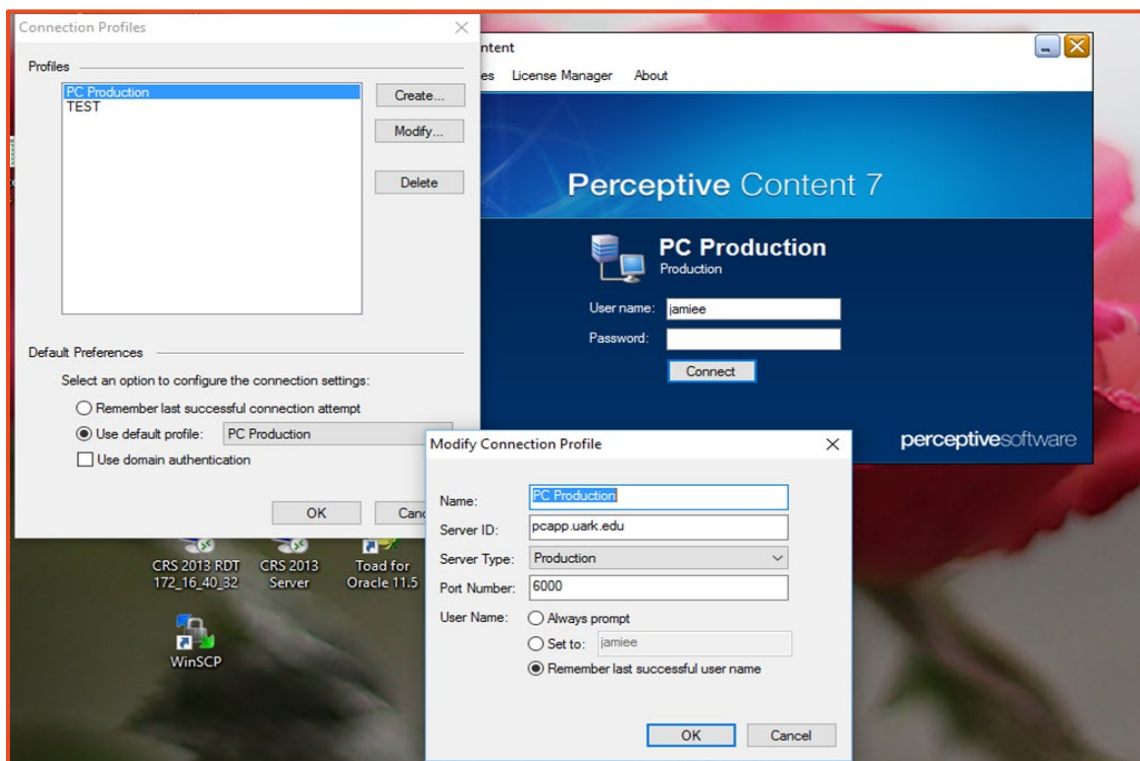 Connection Profiles
Profiles
PC Production
TEST
Create...
Modify...
Delete
Default Preferences
Select an option to configure the connection settings:
Remember last successful connection attempt
Use default profile: PC Production
Use domain authentication
OK
License Manager About
Perceptive Content 7
PC Production
Production
User name: jamiee
Password:
Connect
perceptivesoftware
Modify Connection Profile
Name: PC Production
Server ID: pcapp.uark.edu
Server Type: Production
Port Number: 6000
User Name: Always prompt
Set to: jamiee
Remember last successful user name
OK Cancel
CRS 2013 RDT CRS 2013 Toad for
172_16_40_32 Server Oracle 11.5
WinSCP